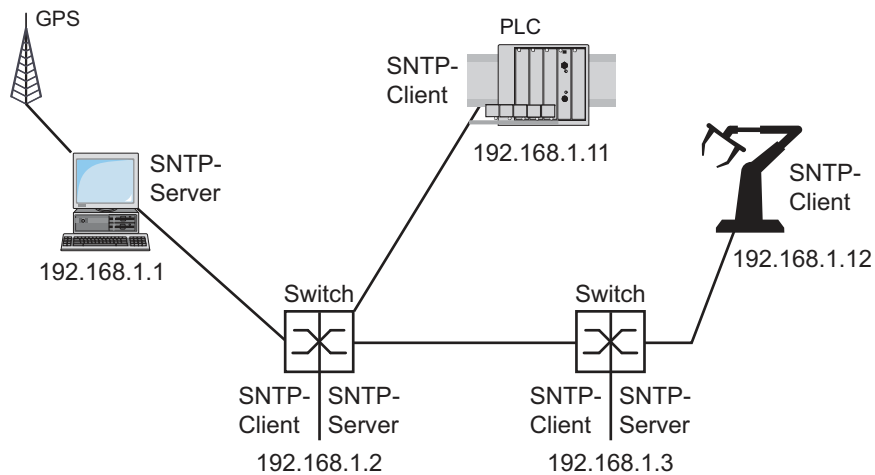 GPS
PLC
SNTP-
Client
192.168.1.11
SNTP-
Server
192.168.1.1
SNTP-
Client
192.168.1.12
Switch
SNTP-
Client
SNTP-
Server
192.168.1.2
Switch
SNTP-
Client
SNTP-
Server
192.168.1.3